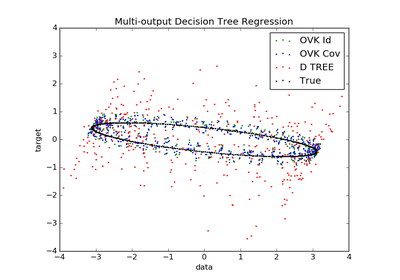 Multi-output Decision Tree Regression
OVK Id
OVK Cov
D TREE
True
target
4
3
2
1
0
−1
−2
−3
−4
−4 −3 −2 −1 0 1 2 3 4
data